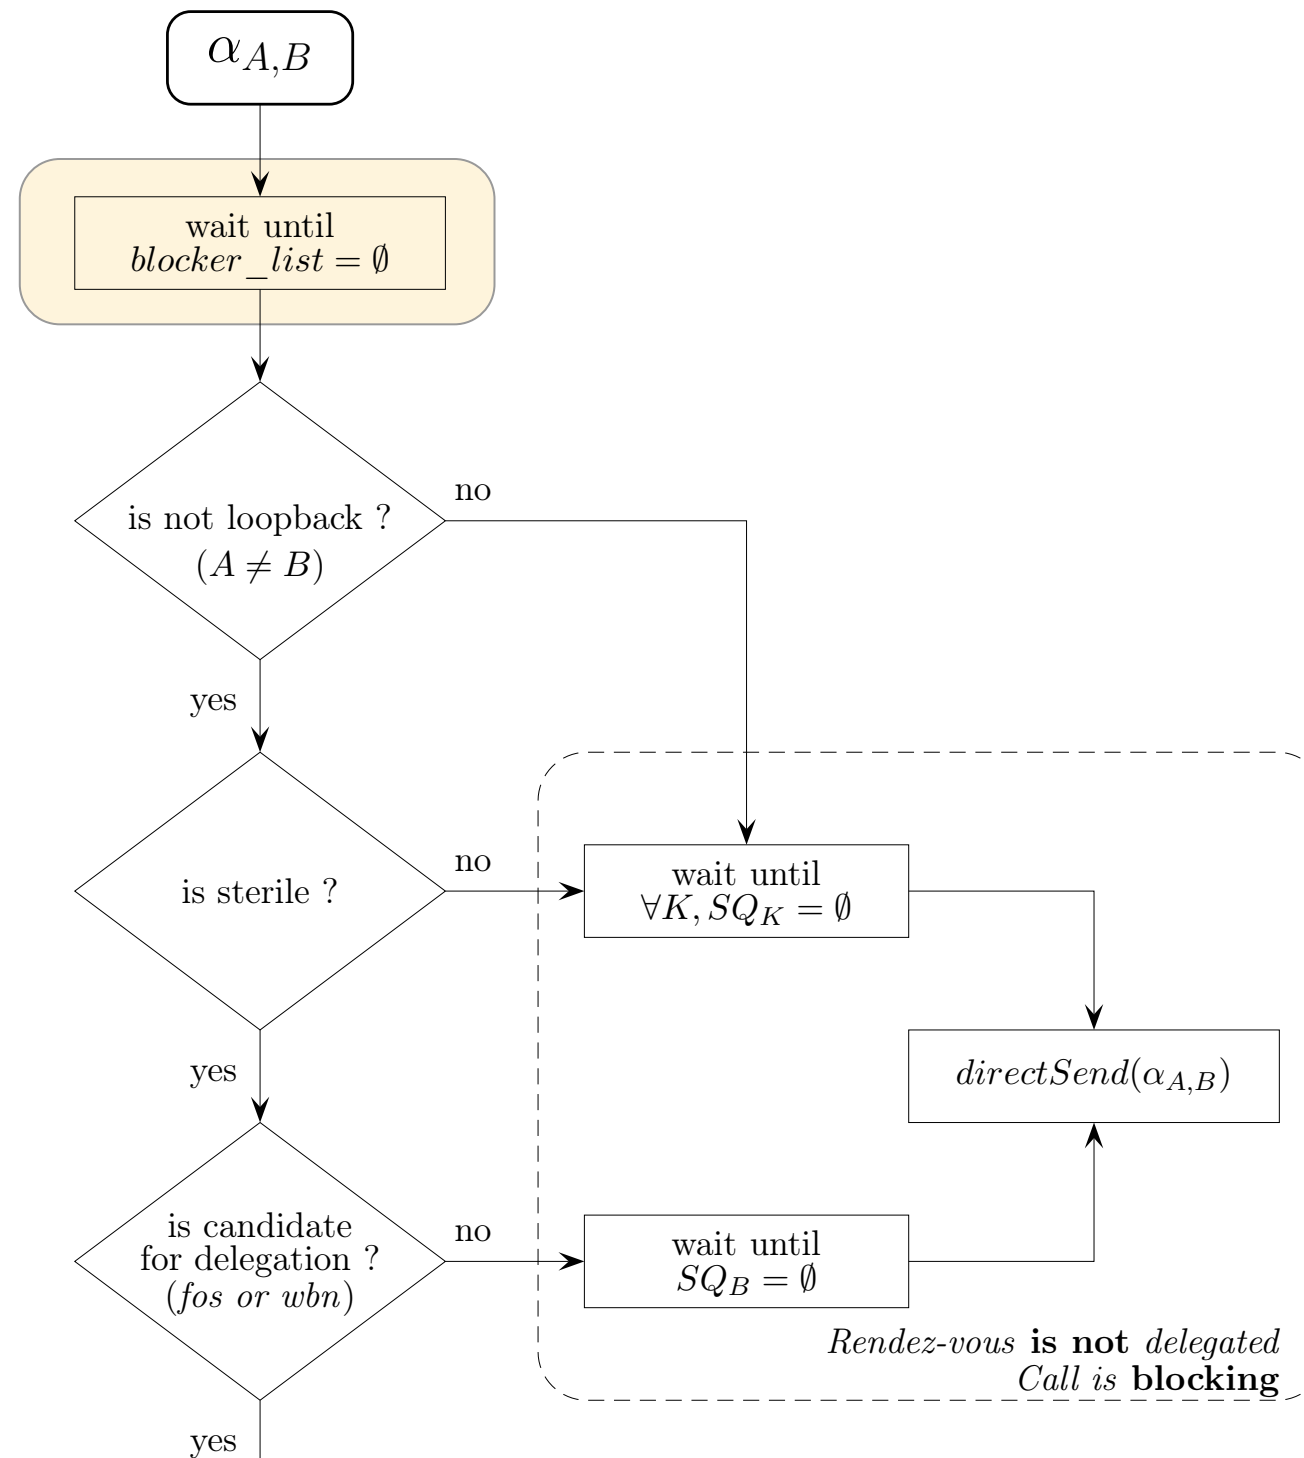 α_{A,B}
wait until
blocker_list = ∅
no
is not loopback ?
(A ≠ B)
yes
no
wait until
∀K, SQ_K = ∅
is sterile ?
yes
directSend(α_{A,B})
is candidate
for delegation ?
(fos or wbn)
no
wait until
SQ_B = ∅
Rendez-vous is not delegated
Call is blocking
yes